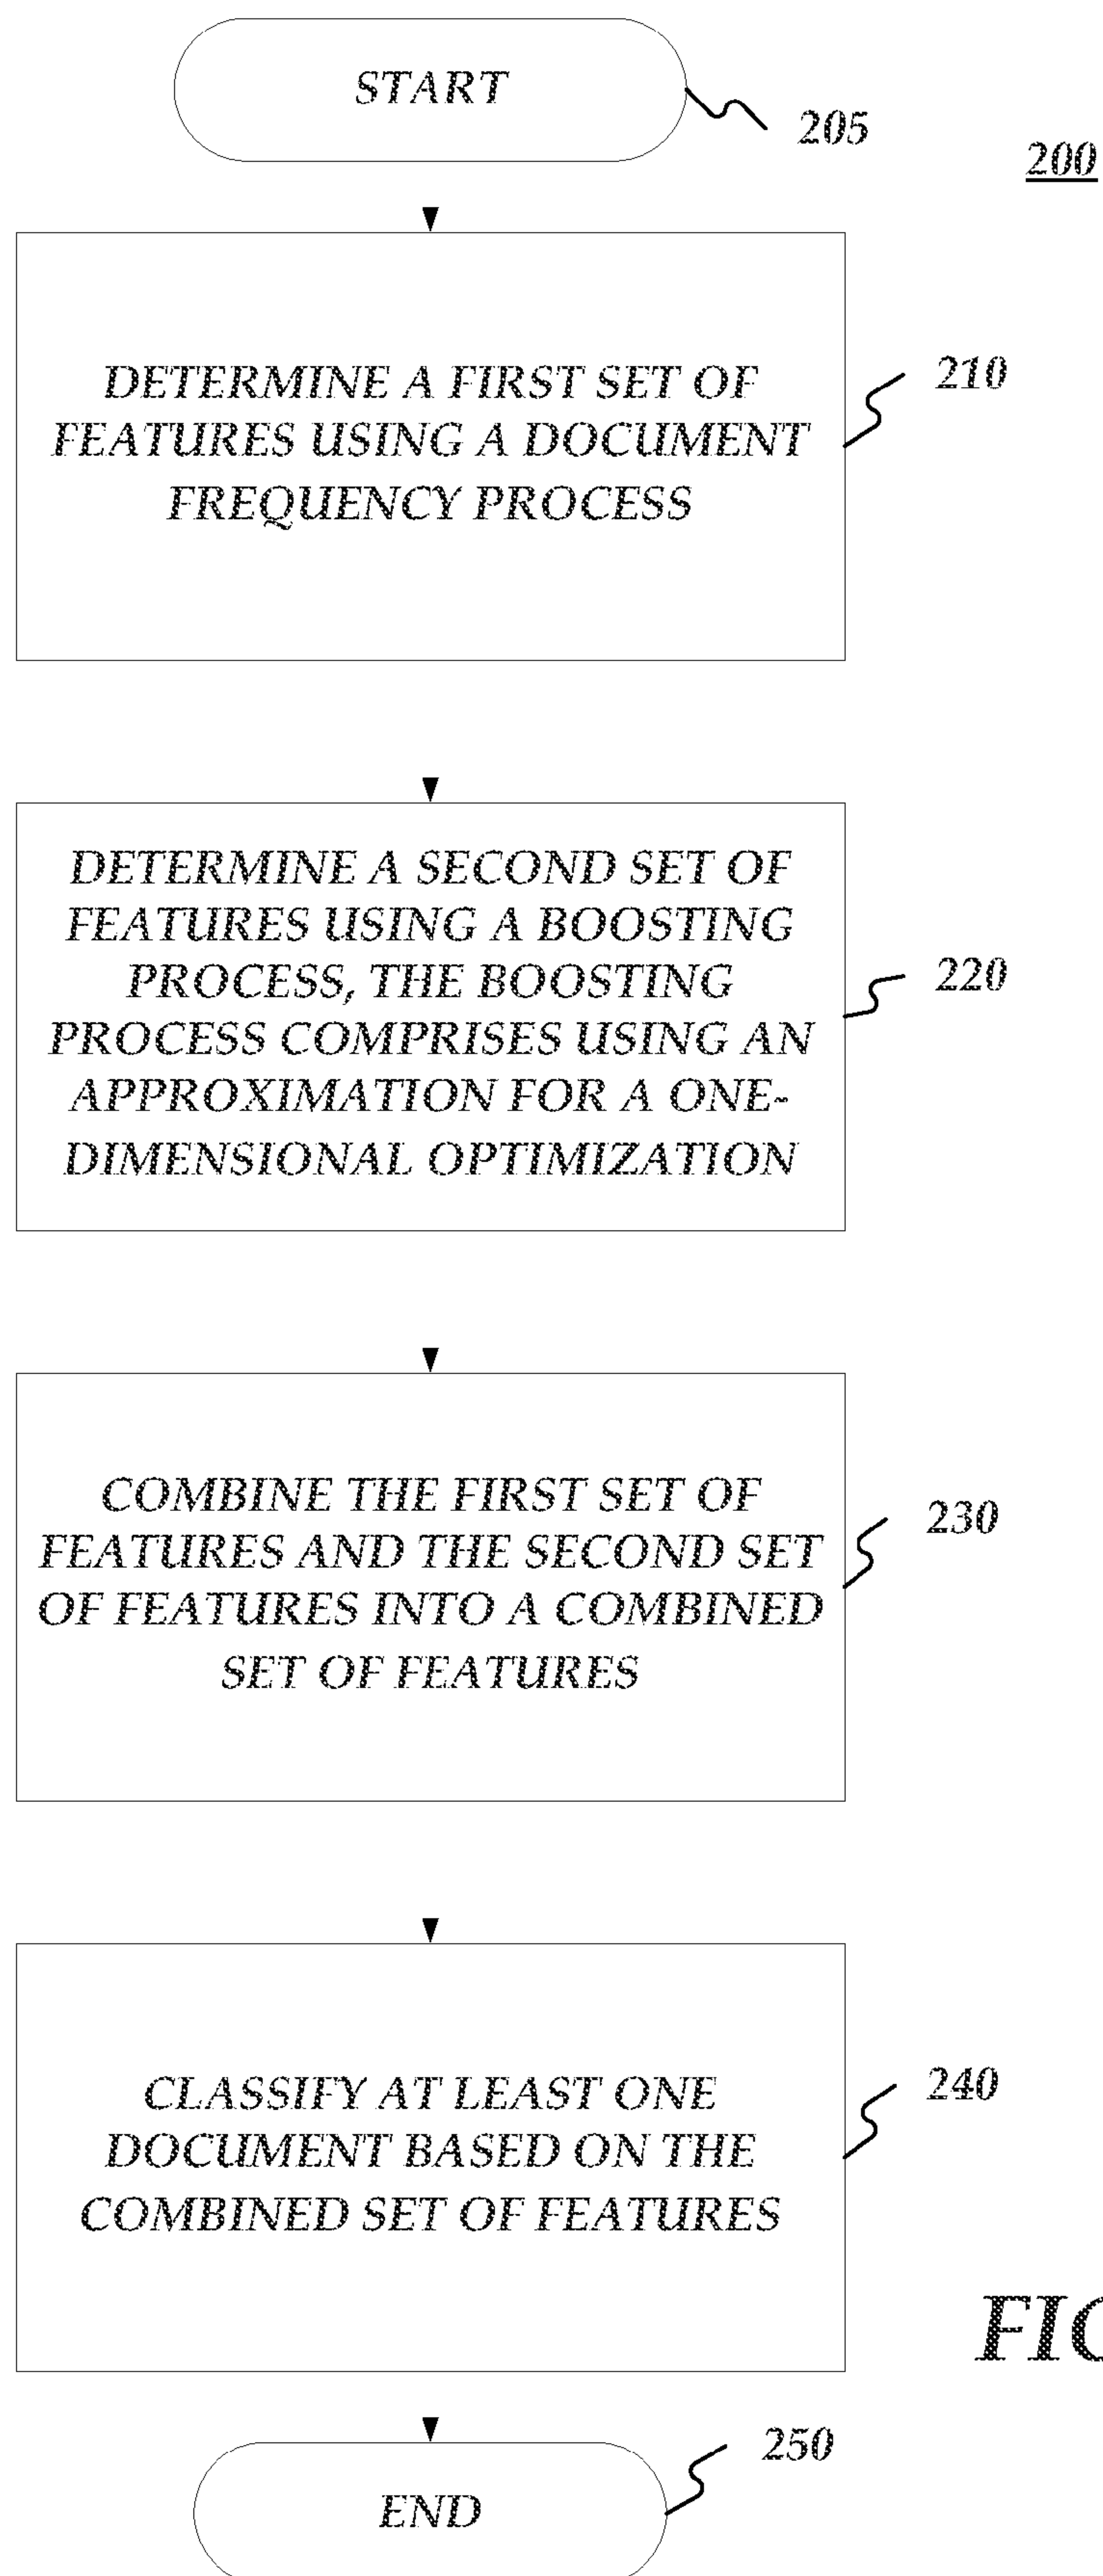 START
205
200
DETERMINE A FIRST SET OF
FEATURES USING A DOCUMENT
FREQUENCY PROCESS
210
DETERMINE A SECOND SET OF
FEATURES USING A BOOSTING
PROCESS, THE BOOSTING
PROCESS COMPRISES USING AN
APPROXIMATION FOR A ONE-
DIMENSIONAL OPTIMIZATION
220
COMBINE THE FIRST SET OF
FEATURES AND THE SECOND SET
OF FEATURES INTO A COMBINED
SET OF FEATURES
230
CLASSIFY AT LEAST ONE
DOCUMENT BASED ON THE
COMBINED SET OF FEATURES
240
END
250